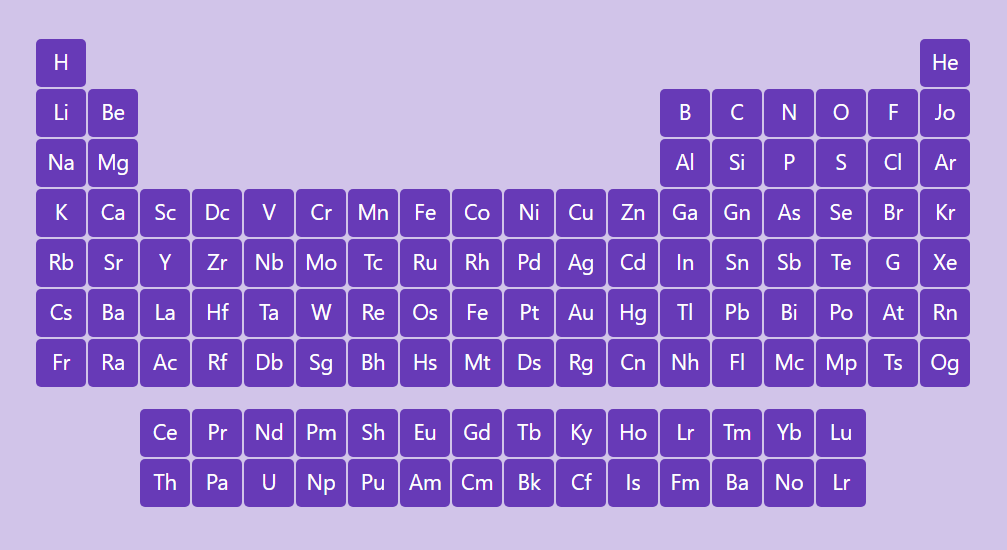 H He
Li Be B C N O F Jo
Na Mg Al Si P S Cl Ar
K Ca Sc Dc V Cr Mn Fe Co Ni Cu Zn Ga Gn As Se Br Kr
Rb Sr Y Zr Nb Mo Tc Ru Rh Pd Ag Cd In Sn Sb Te G Xe
Cs Ba La Hf Ta W Re Os Fe Pt Au Hg Tl Pb Bi Po At Rn
Fr Ra Ac Rf Db Sg Bh Hs Mt Ds Rg Cn Nh Fl Mc Mp Ts Og
Ce Pr Nd Pm Sh Eu Gd Tb Ky Ho Lr Tm Yb Lu
Th Pa U Np Pu Am Cm Bk Cf Is Fm Ba No Lr